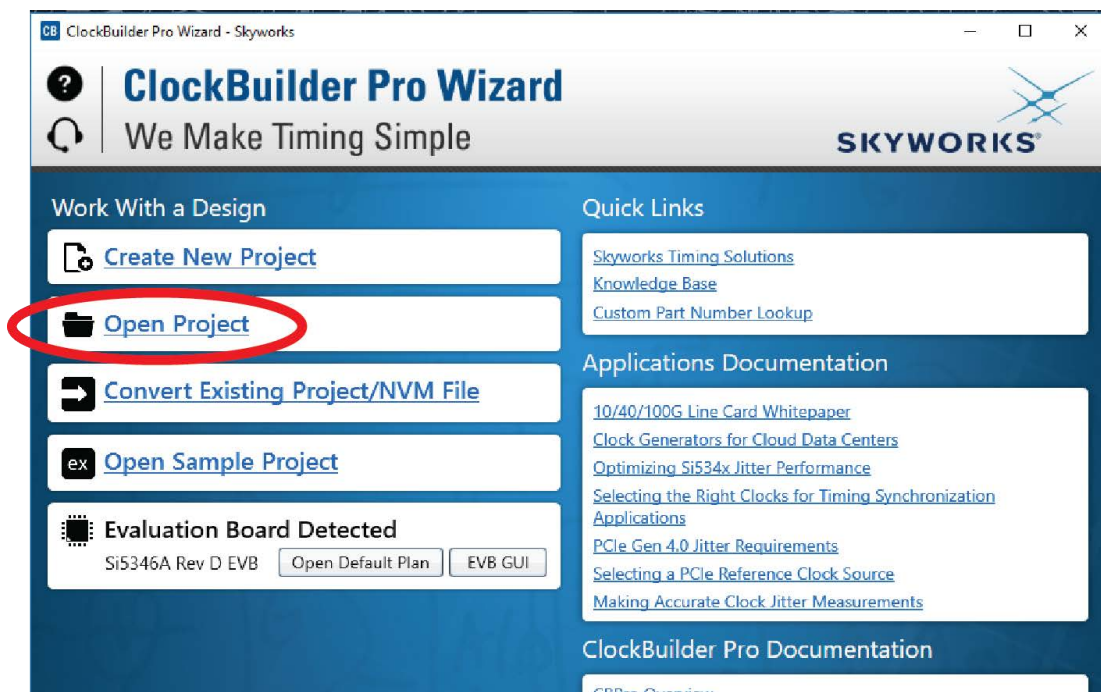 CB ClockBuilder Pro Wizard - Skyworks
? ClockBuilder Pro Wizard
We Make Timing Simple
SKYWORKS®
Work With a Design
Create New Project
Open Project
Convert Existing Project/NVM File
ex Open Sample Project
Evaluation Board Detected
Si5346A Rev D EVB Open Default Plan EVB GUI
Quick Links
Skyworks Timing Solutions
Knowledge Base
Custom Part Number Lookup
Applications Documentation
10/40/100G Line Card Whitepaper
Clock Generators for Cloud Data Centers
Optimizing Si534x Jitter Performance
Selecting the Right Clocks for Timing Synchronization
Applications
PCIe Gen 4.0 Jitter Requirements
Selecting a PCIe Reference Clock Source
Making Accurate Clock Jitter Measurements
ClockBuilder Pro Documentation
CBPro Overview